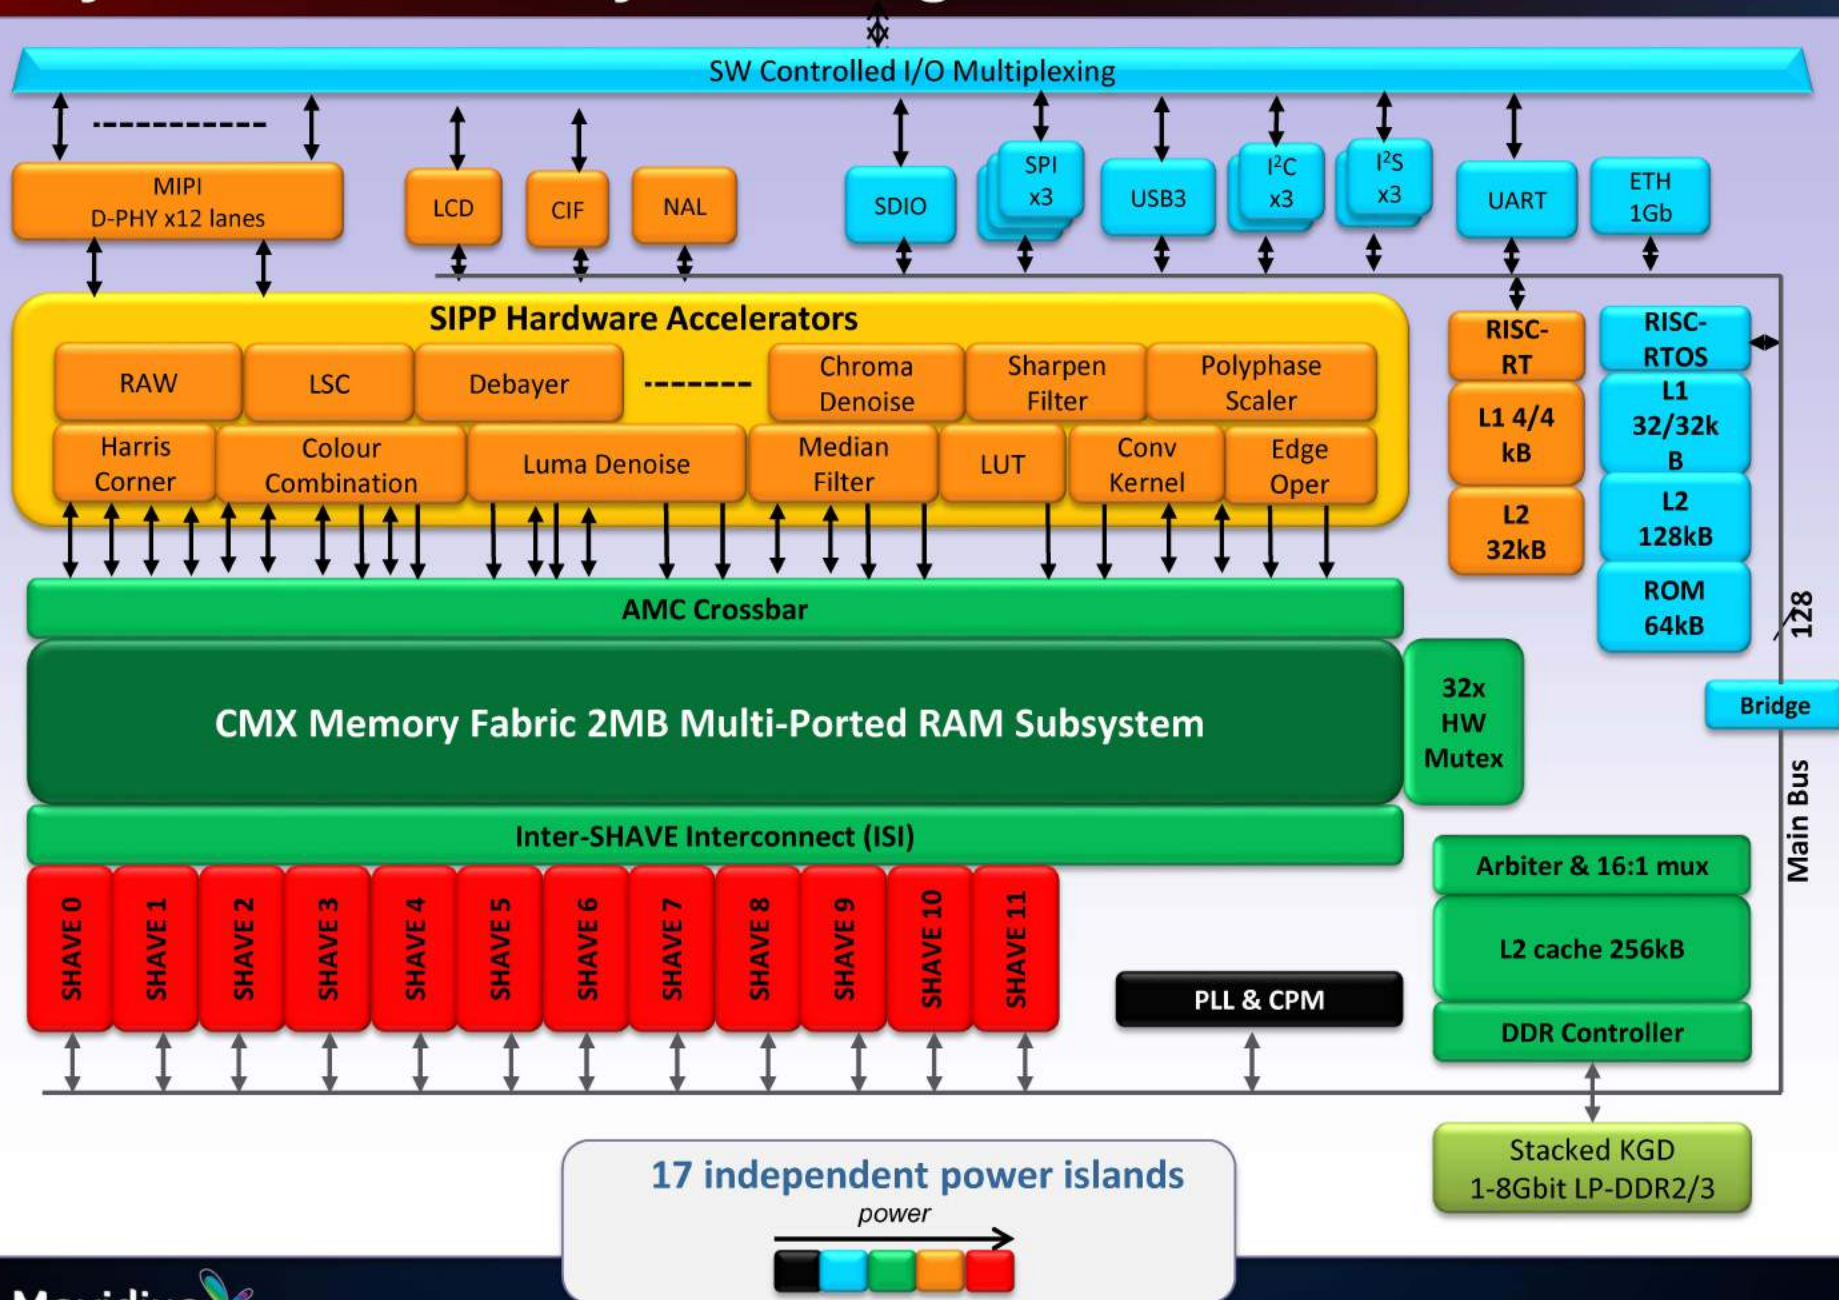 SW Controlled I/O Multiplexing
MIPI
D-PHY x12 lanes
LCD
CIF
NAL
SDIO
SPI
x3
USB3
I²C
x3
I²S
x3
UART
ETH
1Gb
SIPP Hardware Accelerators
RAW
LSC
Debayer
Chroma
Denoise
Sharpen
Filter
Polyphase
Scaler
Harris
Corner
Colour
Combination
Luma Denoise
Median
Filter
LUT
Conv
Kernel
Edge
Oper
RISC-
RT
L1 4/4
kB
L2
32kB
RISC-
RTOS
L1
32/32k
B
L2
128kB
ROM
64kB
128
Bridge
Main Bus
AMC Crossbar
CMX Memory Fabric 2MB Multi-Ported RAM Subsystem
32x
HW
Mutex
Inter-SHAVE Interconnect (ISI)
SHAVE 0
SHAVE 1
SHAVE 2
SHAVE 3
SHAVE 4
SHAVE 5
SHAVE 6
SHAVE 7
SHAVE 8
SHAVE 9
SHAVE 10
SHAVE 11
PLL & CPM
Arbiter & 16:1 mux
L2 cache 256kB
DDR Controller
Stacked KGD
1-8Gbit LP-DDR2/3
17 independent power islands
power
Movidius